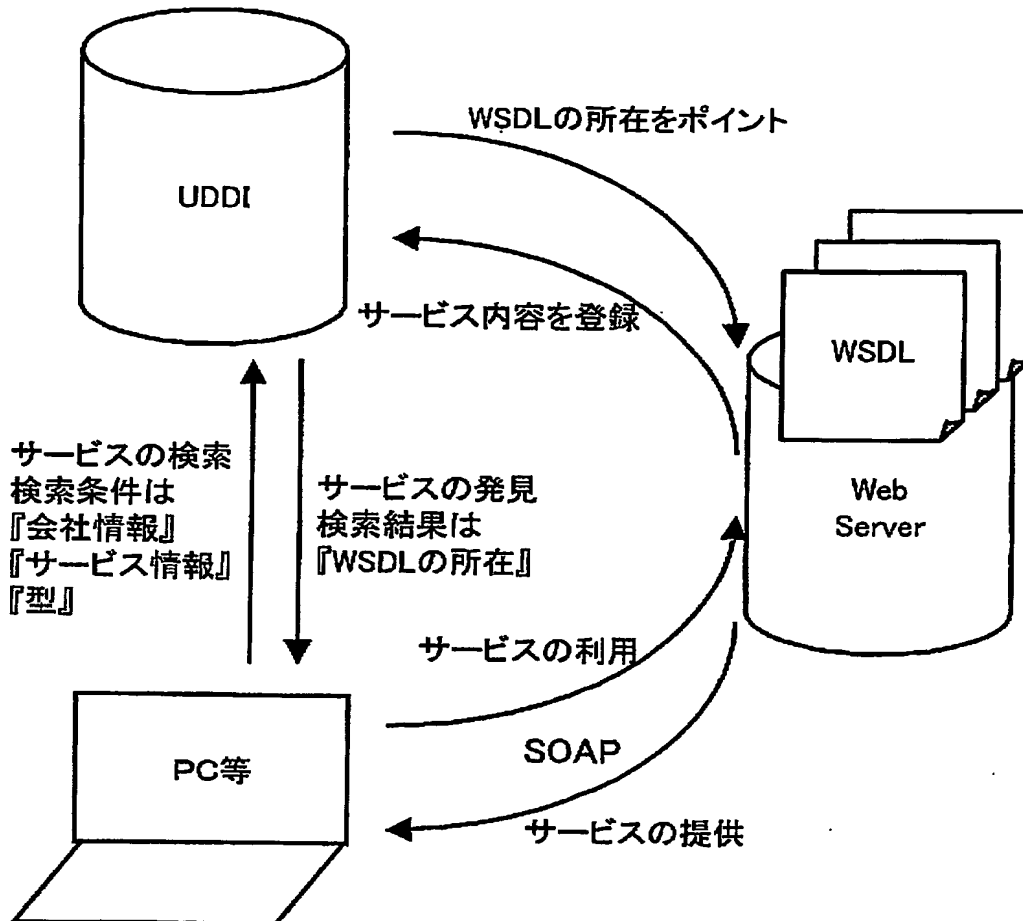 WSDLの所在をポイント
UDDI
サービス内容を登録
WSDL
サービスの検索
検索条件は
『会社情報』
『サービス情報』
『型』
サービスの発見
検索結果は
『WSDLの所在』
Web
Server
サービスの利用
SOAP
PC等
サービスの提供